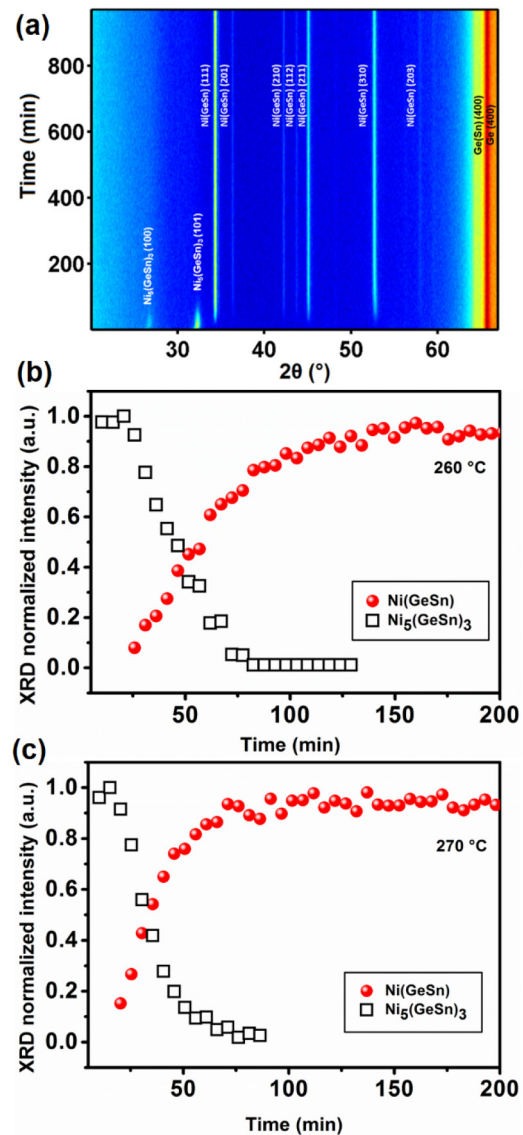 (a)
Time (min)
800
600
400
200
Ni₅(GeSn)₃ (100)
Ni₅(GeSn)₃ (101)
Ni(GeSn) (111)
Ni(GeSn) (201)
Ni(GeSn) (210)
Ni(GeSn) (112)
Ni(GeSn) (211)
Ni(GeSn) (310)
Ni(GeSn) (203)
Ge(Sn) (400)
Ge (400)
30 40 50 60
2θ (°)
(b)
XRD normalized intensity (a.u.)
1.0
0.8
0.6
0.4
0.2
0.0
260 °C
Ni(GeSn)
Ni₅(GeSn)₃
50 100 150 200
Time (min)
(c)
XRD normalized intensity (a.u.)
1.0
0.8
0.6
0.4
0.2
0.0
270 °C
Ni(GeSn)
Ni₅(GeSn)₃
50 100 150 200
Time (min)